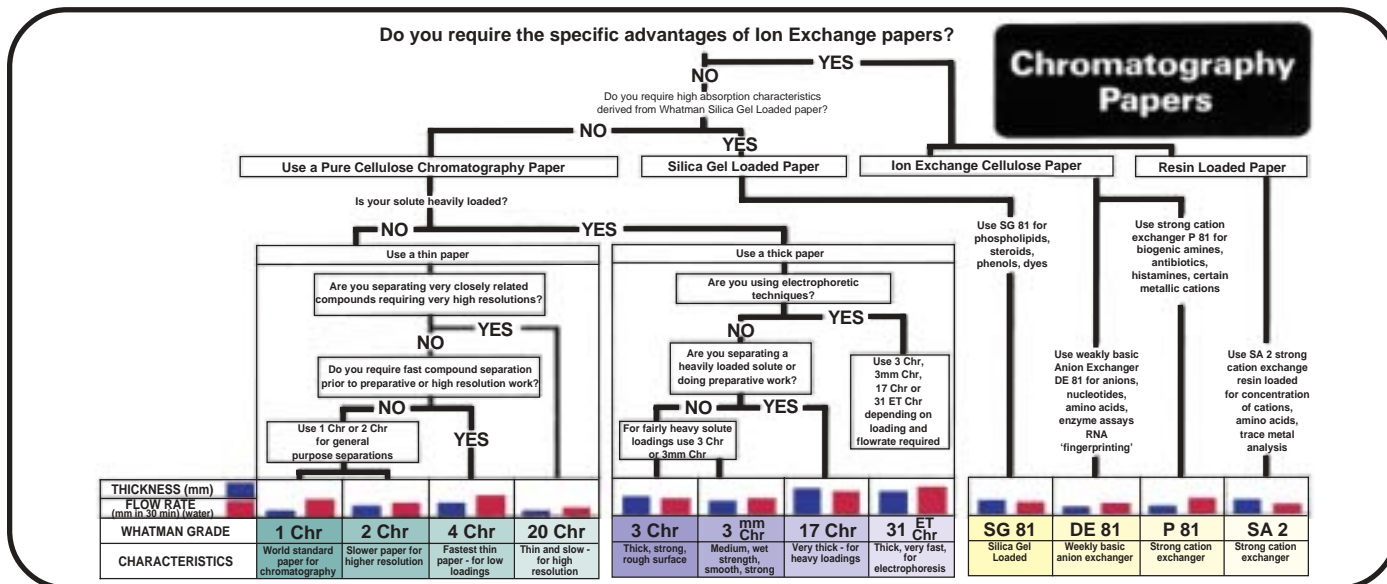 Do you require the specific advantages of Ion Exchange papers?
Chromatography
Papers
NO
YES
Do you require high absorption characteristics
derived from Whatman Silica Gel Loaded paper?
NO
YES
Use a Pure Cellulose Chromatography Paper
Silica Gel Loaded Paper
Ion Exchange Cellulose Paper
Resin Loaded Paper
Is your solute heavily loaded?
NO
YES
Use a thin paper
Use a thick paper
Are you separating very closely related
compounds requiring very high resolutions?
NO
YES
Do you require fast compound separation
prior to preparative or high resolution work?
NO
YES
Use 1 Chr or 2 Chr
for general
purpose separations
Are you using electrophoretic
techniques?
NO
YES
Are you separating a
heavily loaded solute or
doing preparative work?
NO
YES
For fairly heavy solute
loadings use 3 Chr
or 3mm Chr
Use 3 Chr,
3mm Chr,
17 Chr or
31 ET Chr
depending on
loading and
flowrate required
Use SG 81 for
phospholipids,
steroids,
phenols, dyes
Use weakly basic
Anion Exchanger
DE 81 for anions,
nucleotides,
amino acids,
enzyme assays
RNA
‘fingerprinting’
Use strong cation
exchanger P 81 for
biogenic amines,
antibiotics,
histamines, certain
metallic cations
Use SA 2 strong
cation exchange
resin loaded
for concentration
of cations,
amino acids,
trace metal
analysis
THICKNESS (mm)
FLOW RATE
(mm in 30 min) (water)
WHATMAN GRADE
1 Chr
2 Chr
4 Chr
20 Chr
3 Chr
3 mm Chr
17 Chr
31 ET Chr
SG 81
DE 81
P 81
SA 2
CHARACTERISTICS
World standard
paper for
chromatography
Slower paper for
higher resolution
Fastest thin
paper - for low
loadings
Thin and slow -
for high
resolution
Thick, strong,
rough surface
Medium, wet
strength,
smooth, strong
Very thick - for
heavy loadings
Thick, very fast,
for
electrophoresis
Silica Gel
Loaded
Weekly basic
anion exchanger
Strong cation
exchanger
Strong cation
exchanger